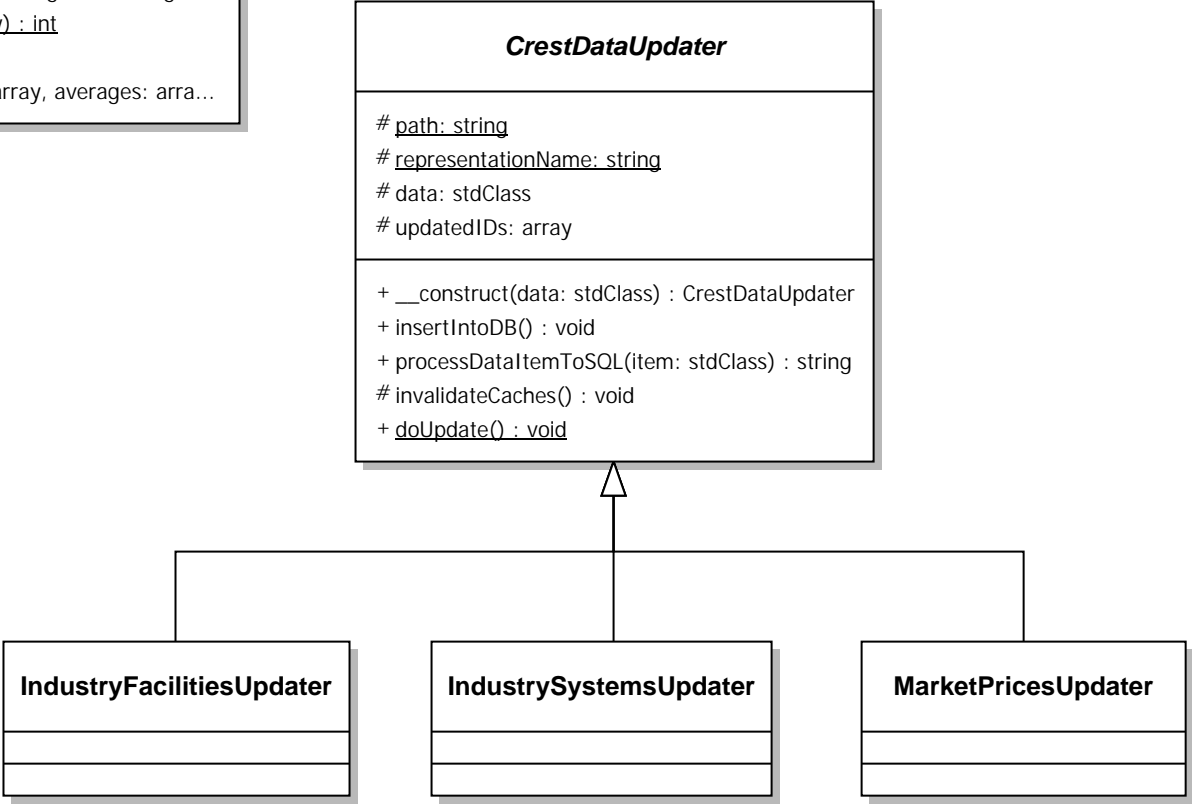 ) : int
array, averages: arra...
CrestDataUpdater
# path: string
# representationName: string
# data: stdClass
# updatedIDs: array
+ __construct(data: stdClass) : CrestDataUpdater
+ insertIntoDB() : void
+ processDataItemToSQL(item: stdClass) : string
# invalidateCaches() : void
+ doUpdate() : void
IndustryFacilitiesUpdater
IndustrySystemsUpdater
MarketPricesUpdater